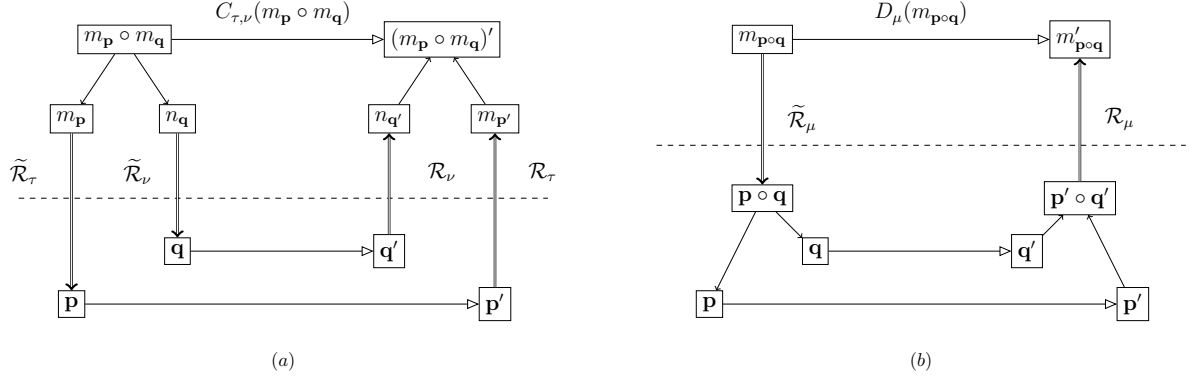 C_{τ,ν}(m_𝐩 ∘ m_𝐪)
D_μ(m_{𝐩∘𝐪})
m_𝐩 ∘ m_𝐪
(m_𝐩 ∘ m_𝐪)′
m_{𝐩∘𝐪}
m′_{𝐩∘𝐪}
m_𝐩
n_𝐪
n_{𝐪′}
m_{𝐩′}
ℛ̃_μ
ℛ_μ
ℛ̃_τ
ℛ̃_ν
ℛ_ν
ℛ_τ
𝐩 ∘ 𝐪
𝐩′ ∘ 𝐪′
𝐪
𝐪′
𝐪
𝐪′
𝐩
𝐩′
𝐩
𝐩′
(a)
(b)